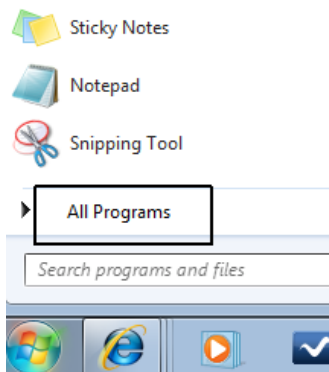 Sticky Notes
Notepad
Snipping Tool
All Programs
Search programs and files